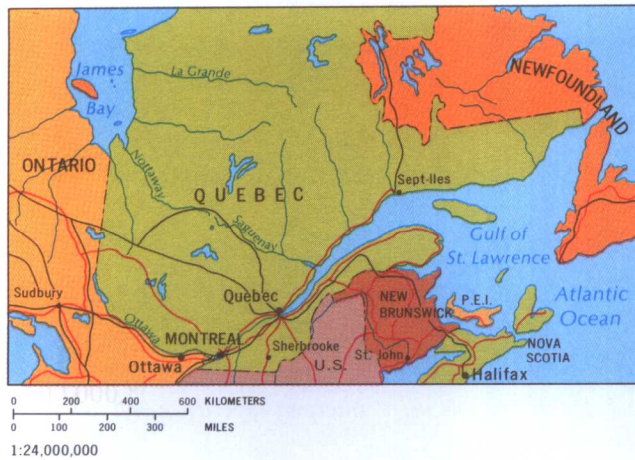 James
Bay
La Grande
NEWFOUNDLAND
ONTARIO
Nottaway
QUEBEC
Sept-Iles
Saguenay
Gulf of
St. Lawrence
Sudbury
Quebec
NEW
BRUNSWICK
P.E.I.
Atlantic
Ocean
Ottawa
MONTREAL
Ottawa
Sherbrooke
U.S.
St. John
NOVA
SCOTIA
Halifax
0 200 400 600 KILOMETERS
0 100 200 300 MILES
1:24,000,000